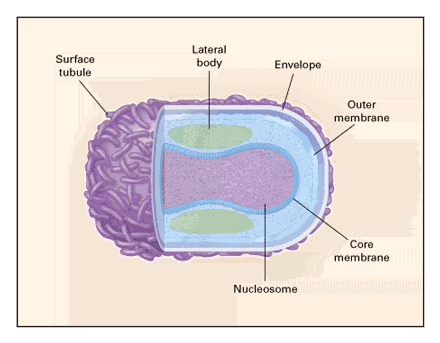 Lateral
body
Surface
tubule
Envelope
Outer
membrane
Core
membrane
Nucleosome